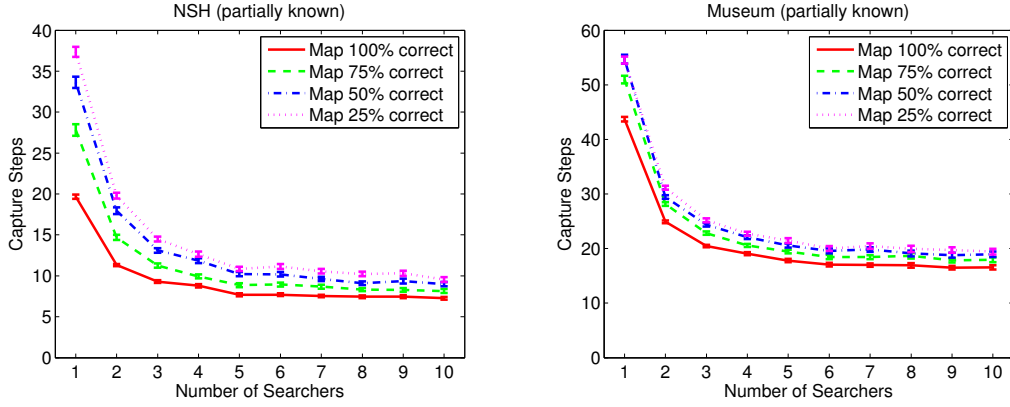 NSH (partially known)
40
35
30
25
20
15
10
5
0
Capture Steps
Map 100% correct
Map 75% correct
Map 50% correct
Map 25% correct
1 2 3 4 5 6 7 8 9 10
Number of Searchers
Museum (partially known)
60
50
40
30
20
10
0
Capture Steps
Map 100% correct
Map 75% correct
Map 50% correct
Map 25% correct
1 2 3 4 5 6 7 8 9 10
Number of Searchers